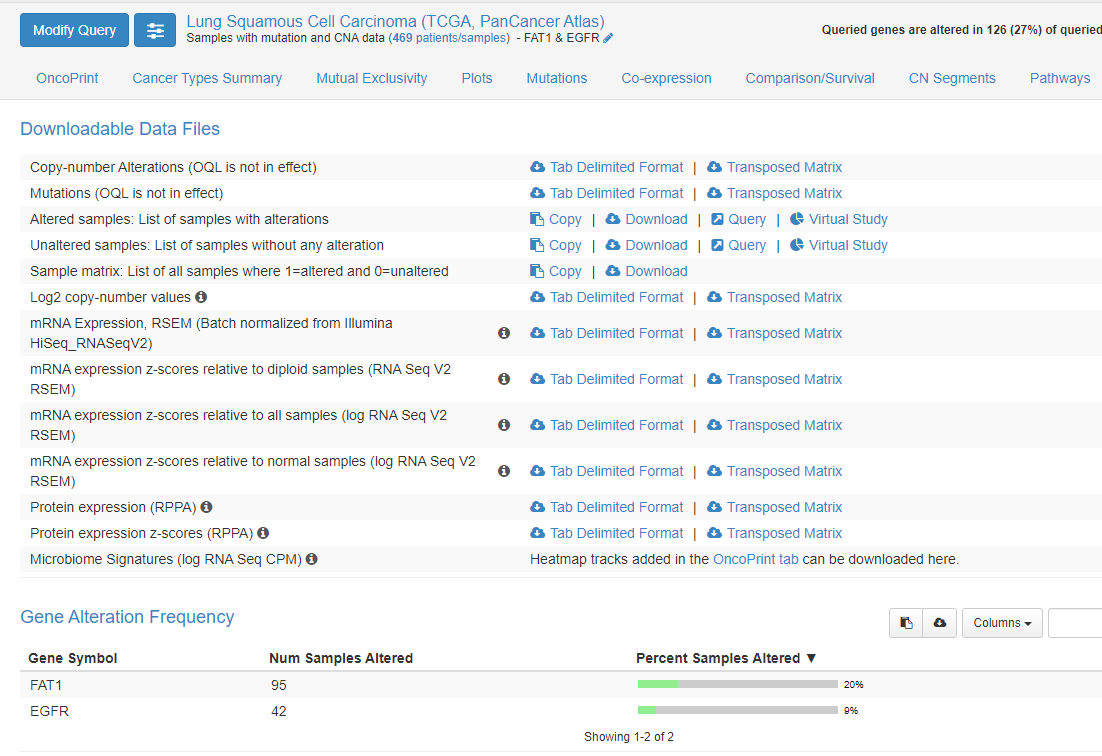 Modify Query
Lung Squamous Cell Carcinoma (TCGA, PanCancer Atlas)
Samples with mutation and CNA data (469 patients/samples) - FAT1 & EGFR
Queried genes are altered in 126 (27%) of queried
OncoPrint Cancer Types Summary Mutual Exclusivity Plots Mutations Co-expression Comparison/Survival CN Segments Pathways
Downloadable Data Files
Copy-number Alterations (OQL is not in effect) Tab Delimited Format | Transposed Matrix
Mutations (OQL is not in effect) Tab Delimited Format | Transposed Matrix
Altered samples: List of samples with alterations Copy | Download | Query | Virtual Study
Unaltered samples: List of samples without any alteration Copy | Download | Query | Virtual Study
Sample matrix: List of all samples where 1=altered and 0=unaltered Copy | Download
Log2 copy-number values Tab Delimited Format | Transposed Matrix
mRNA Expression, RSEM (Batch normalized from Illumina
HiSeq_RNASeqV2) Tab Delimited Format | Transposed Matrix
mRNA expression z-scores relative to diploid samples (RNA Seq V2
RSEM) Tab Delimited Format | Transposed Matrix
mRNA expression z-scores relative to all samples (log RNA Seq V2
RSEM) Tab Delimited Format | Transposed Matrix
mRNA expression z-scores relative to normal samples (log RNA Seq V2
RSEM) Tab Delimited Format | Transposed Matrix
Protein expression (RPPA) Tab Delimited Format | Transposed Matrix
Protein expression z-scores (RPPA) Tab Delimited Format | Transposed Matrix
Microbiome Signatures (log RNA Seq CPM) Heatmap tracks added in the OncoPrint tab can be downloaded here.
Gene Alteration Frequency
Columns
Gene Symbol Num Samples Altered Percent Samples Altered ▼
FAT1 95 20%
EGFR 42 9%
Showing 1-2 of 2